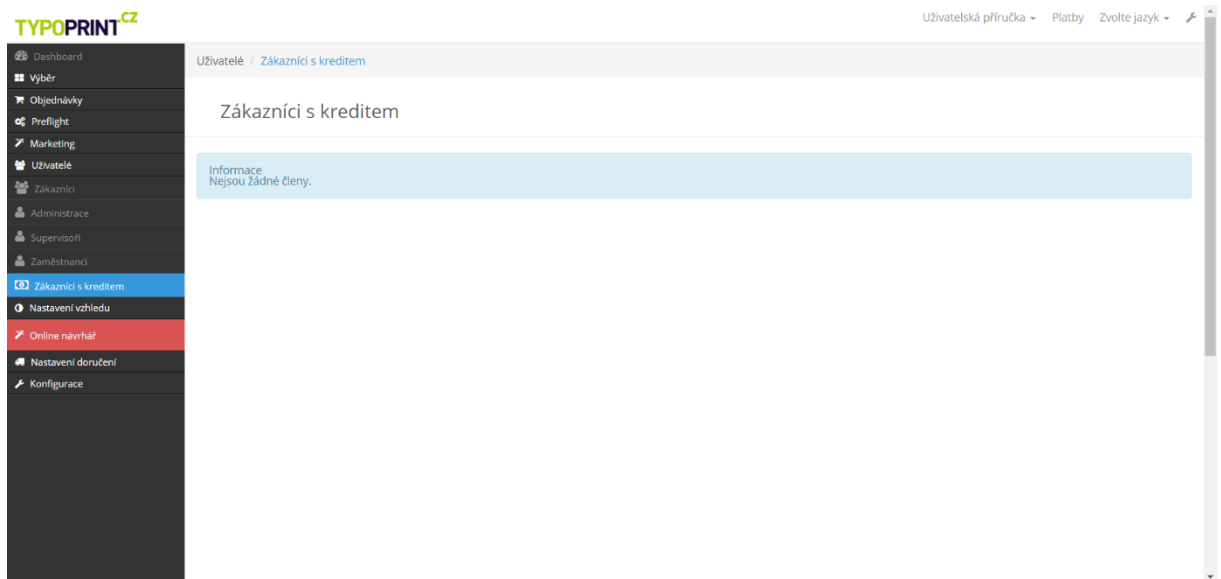 TYPOPRINT.CZ
Uživatelská příručka Platby Zvolte jazyk
Dashboard
Výběr
Objednávky
Preflight
Marketing
Uživatelé
Zákazníci
Administrace
Supervisoři
Zaměstnanci
Zákazníci s kreditem
Nastavení vzhledu
Online návrhář
Nastavení doručení
Konfigurace
Uživatelé / Zákazníci s kreditem
Zákazníci s kreditem
Informace
Nejsou žádné členy.